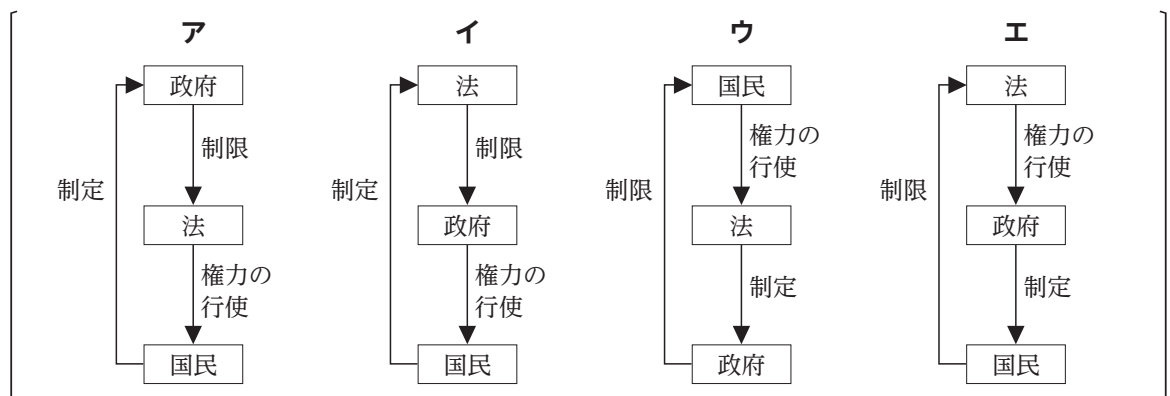 ア
政府
制限
法
権力の
行使
国民
制定
イ
法
制限
政府
権力の
行使
国民
制定
ウ
国民
権力の
行使
法
制定
政府
制限
エ
法
権力の
行使
政府
制定
国民
制限